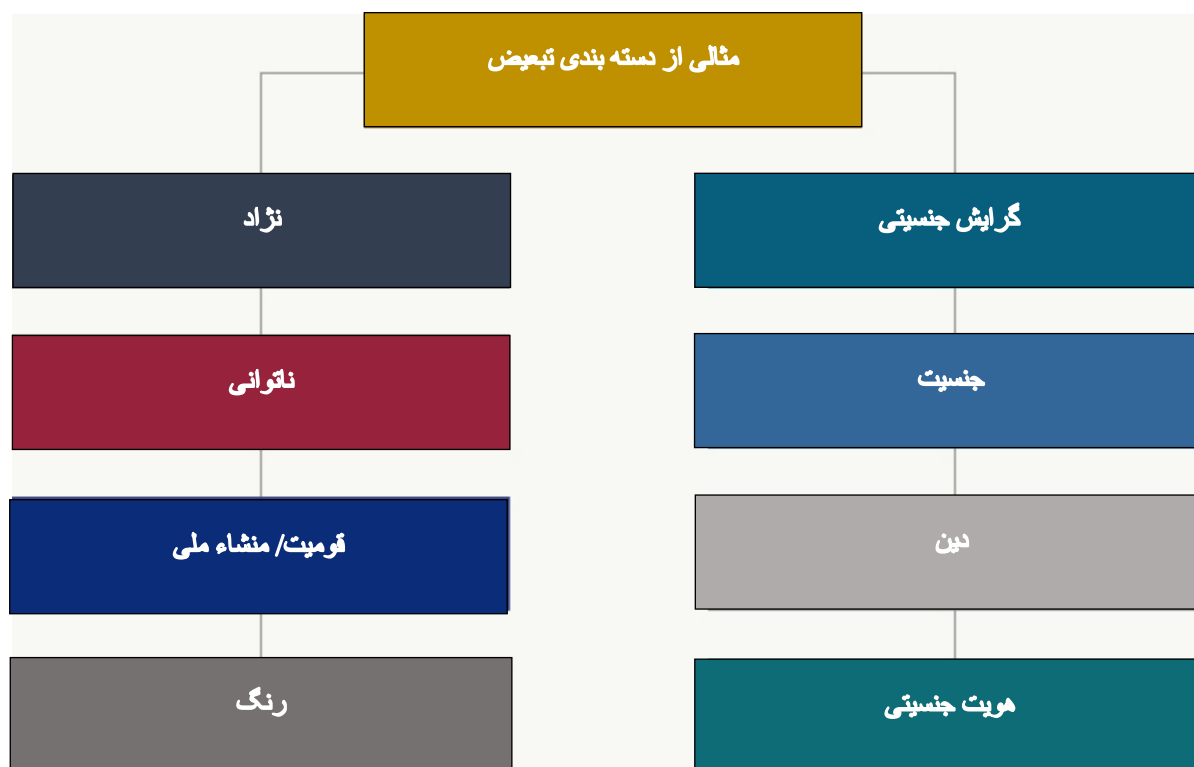 مثالی از دسته بندی تبعیض
گرایش جنسیتی
نژاد
جنسیت
ناتوانی
دین
قومیت/ منشاء ملی
هویت جنسیتی
رنگ